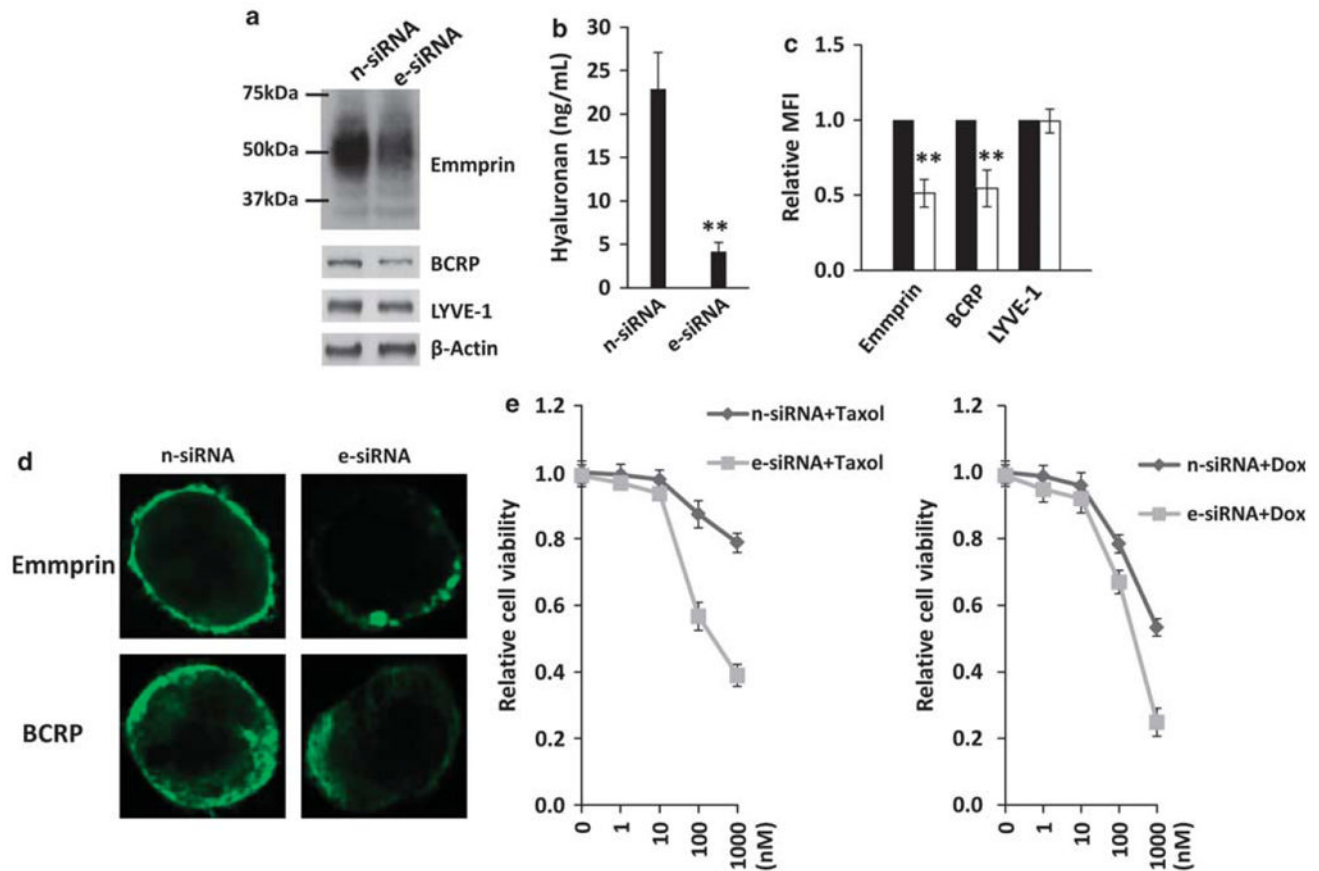 a
n-siRNA
e-siRNA
75kDa
50kDa
37kDa
Emmprin
BCRP
LYVE-1
β-Actin
b
Hyaluronan (ng/mL)
30
25
20
15
10
5
0
**
n-siRNA
e-siRNA
c
Relative MFI
1.5
1.0
0.5
0.0
**
**
Emmprin
BCRP
LYVE-1
d
n-siRNA
e-siRNA
Emmprin
BCRP
e
Relative cell viability
1.2
1.0
0.8
0.6
0.4
0.2
0.0
0
1
10
100
1000
(nM)
n-siRNA+Taxol
e-siRNA+Taxol
Relative cell viability
1.2
1.0
0.8
0.6
0.4
0.2
0.0
0
1
10
100
1000
(nM)
n-siRNA+Dox
e-siRNA+Dox